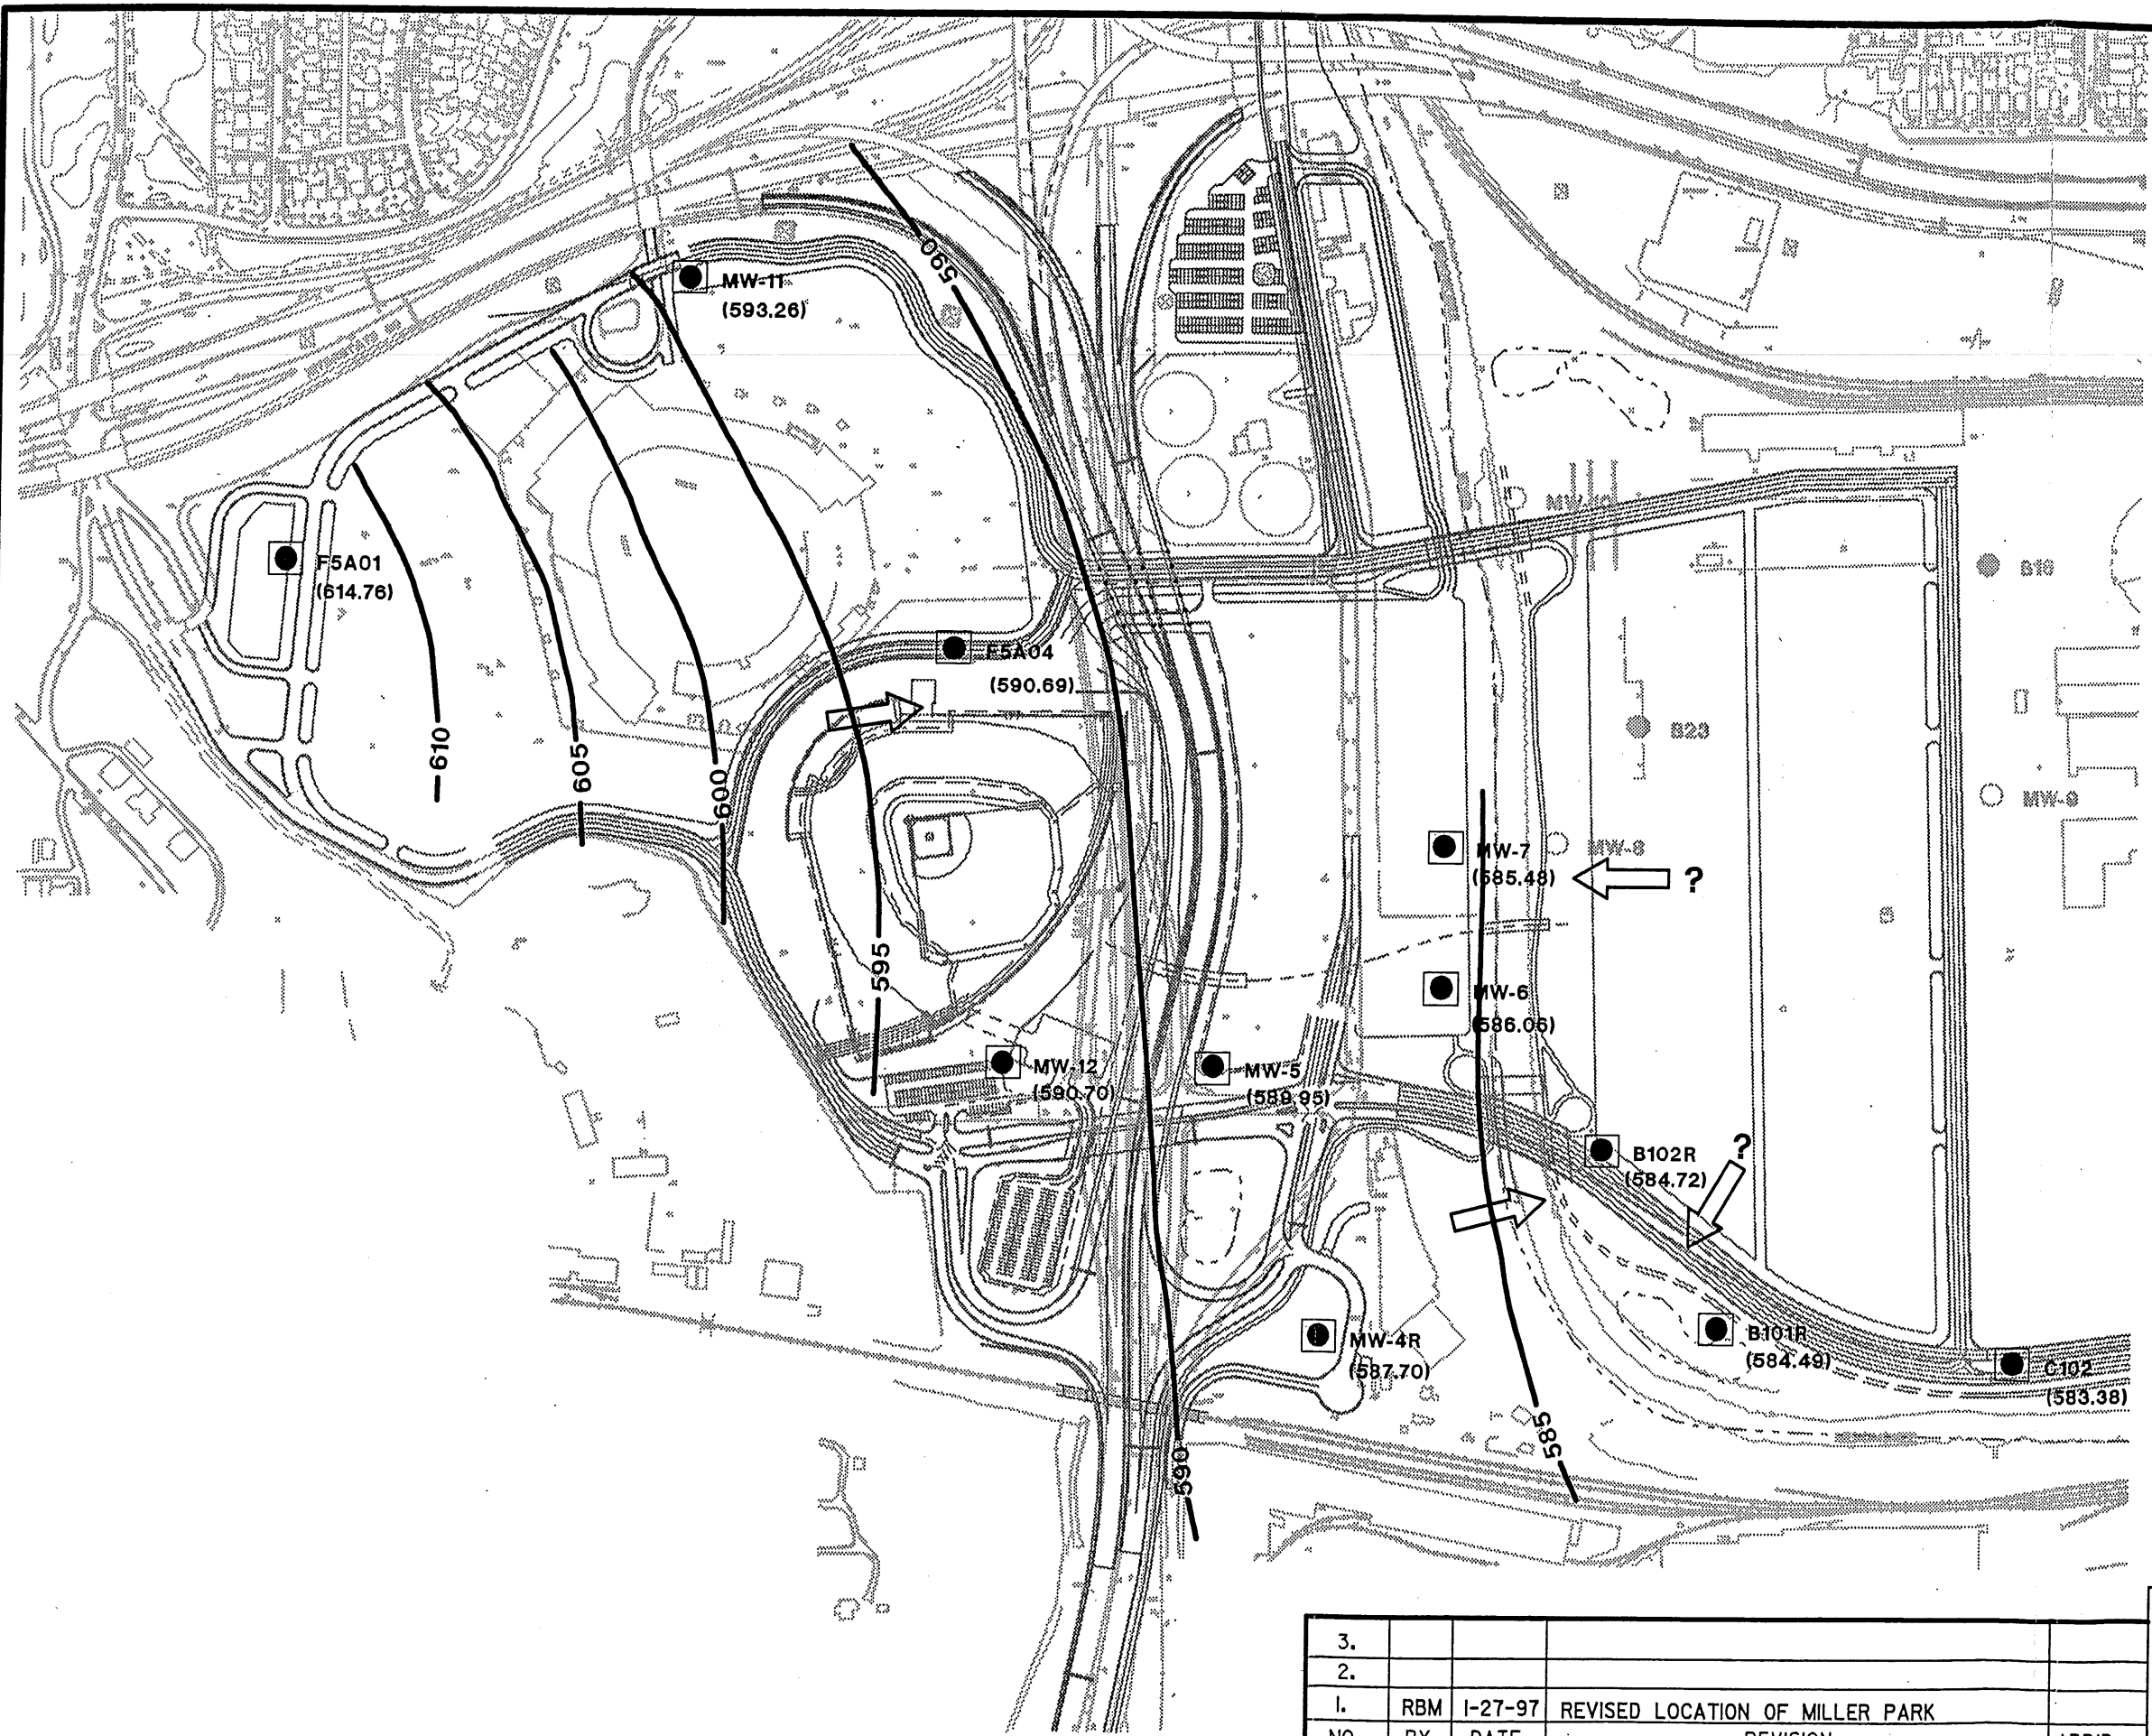 590
MW-11
(593.26)
F5A01
(614.76)
B10
F5A04
(590.69)
B23
610
605
600
MW-9
MW-7
MW-8
(585.48)
?
595
MW-6
(586.06)
MW-12
(590.70)
MW-5
?
B102R
(584.72)
MW-4R
(587.70)
B101R
(584.49)
C102
(583.38)
585
590
3.
2.
1. RBM 1-27-97 REVISED LOCATION OF MILLER PARK